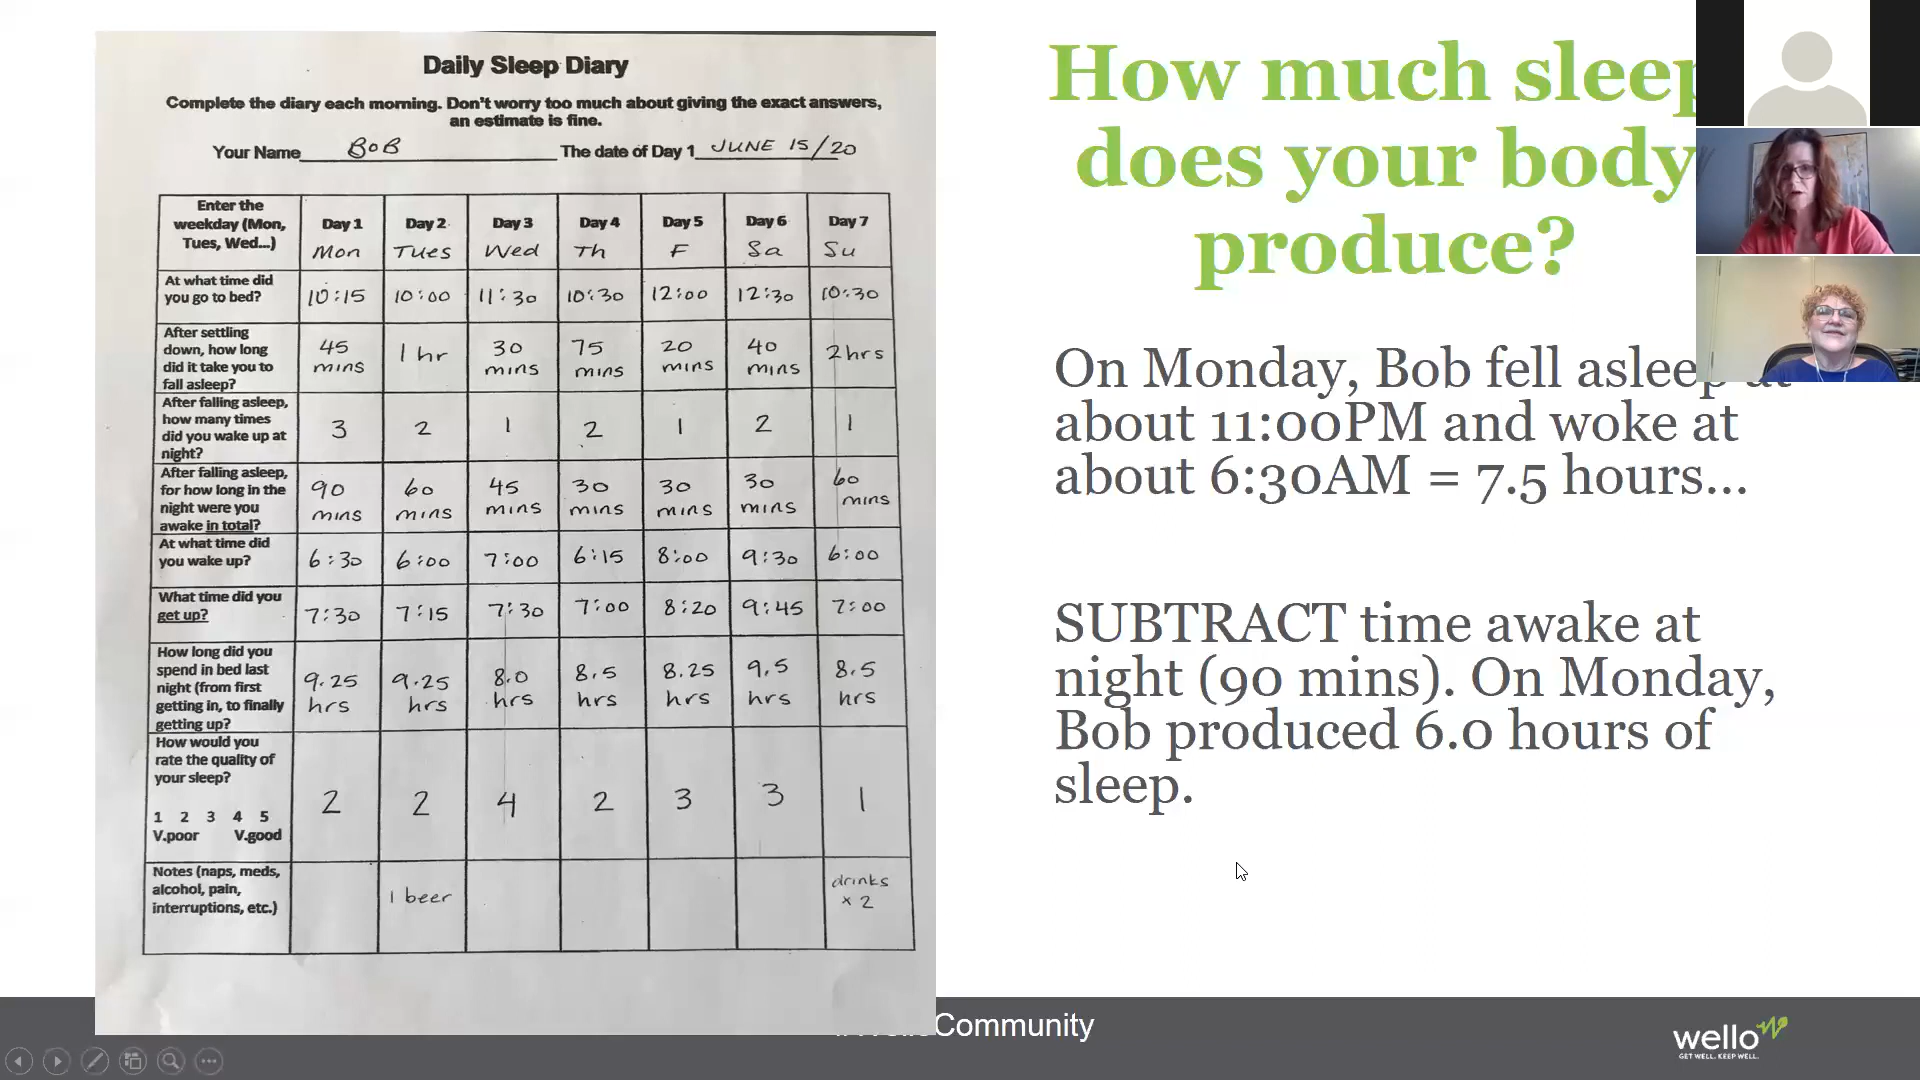 Daily Sleep Diary
Complete the diary each morning. Don't worry too much about giving the exact answers,
an estimate is fine.
Your Name BOB The date of Day 1 JUNE 15/20
Enter the
weekday (Mon,
Tues, Wed...)
Day 1 Day 2 Day 3 Day 4 Day 5 Day 6 Day 7
Mon Tues Wed Th F Sa Su
At what time did
you go to bed?
10:15 10:00 11:30 10:30 12:00 12:30 10:30
After settling
down, how long
did it take you to
fall asleep?
45 mins 1 hr 30 mins 75 mins 20 mins 40 mins 2 hrs
After falling asleep,
how many times
did you wake up at
night?
3 2 1 2 1 2 1
After falling asleep,
for how long in the
night were you
awake in total?
90 mins 60 mins 45 mins 30 mins 30 mins 30 mins 60 mins
At what time did
you wake up?
6:30 6:00 7:00 6:15 8:00 9:30 6:00
What time did you
get up?
7:30 7:15 7:30 7:00 8:20 9:45 7:00
How long did you
spend in bed last
night (from first
getting in, to finally
getting up?
9.25 hrs 9.25 hrs 8.0 hrs 8.5 hrs 8.25 hrs 9.5 hrs 8.5 hrs
How would you
rate the quality of
your sleep?
1 2 3 4 5
V.poor V.good
2 2 4 2 3 3 1
Notes (naps, meds,
alcohol, pain,
interruptions, etc.)
1 beer
drinks
x 2
How much sleep
does your body
produce?
On Monday, Bob fell asleep at
about 11:00PM and woke at
about 6:30AM = 7.5 hours...
SUBTRACT time awake at
night (90 mins). On Monday,
Bob produced 6.0 hours of
sleep.
Community
wello
GET WELL. KEEP WELL.